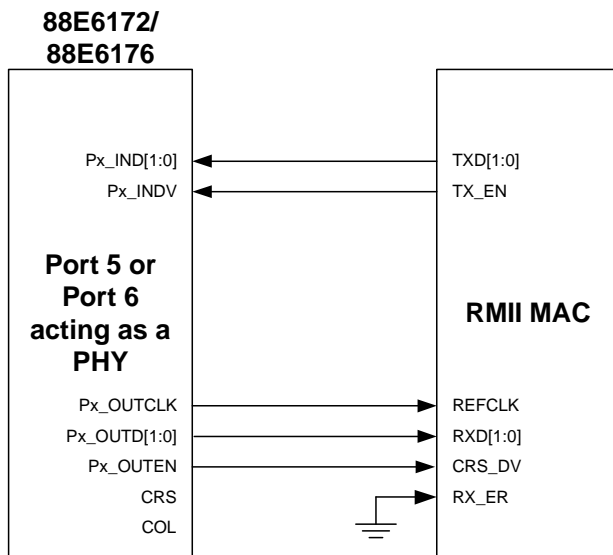 88E6172/
88E6176
Px_IND[1:0]
TXD[1:0]
Px_INDV
TX_EN
Port 5 or
Port 6
acting as a
PHY
RMII MAC
Px_OUTCLK
REFCLK
Px_OUTD[1:0]
RXD[1:0]
Px_OUTEN
CRS_DV
CRS
RX_ER
COL